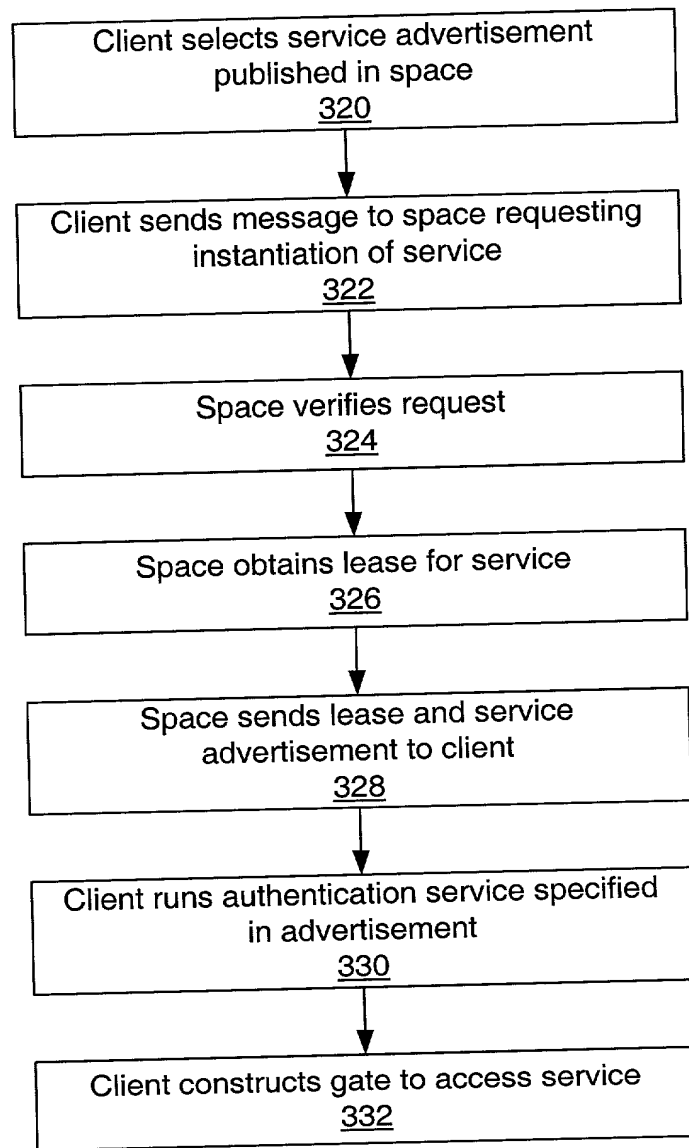 Client selects service advertisement
published in space
320
Client sends message to space requesting
instantiation of service
322
Space verifies request
324
Space obtains lease for service
326
Space sends lease and service
advertisement to client
328
Client runs authentication service specified
in advertisement
330
Client constructs gate to access service
332